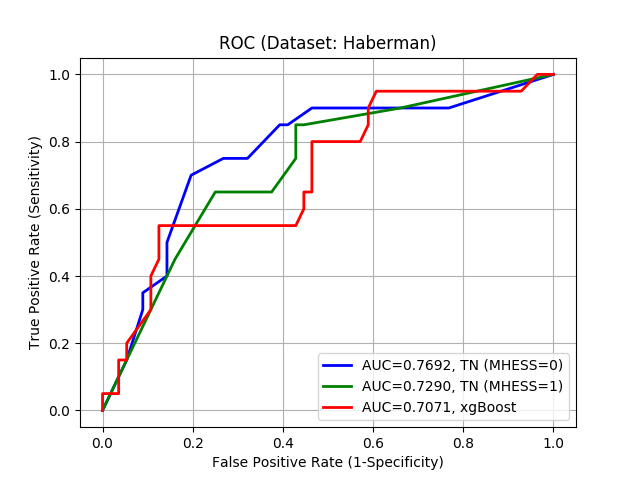 ROC (Dataset: Haberman)
True Positive Rate (Sensitivity)
1.0
0.8
0.6
0.4
0.2
0.0
AUC=0.7692, TN (MHESS=0)
AUC=0.7290, TN (MHESS=1)
AUC=0.7071, xgBoost
0.0 0.2 0.4 0.6 0.8 1.0
False Positive Rate (1-Specificity)